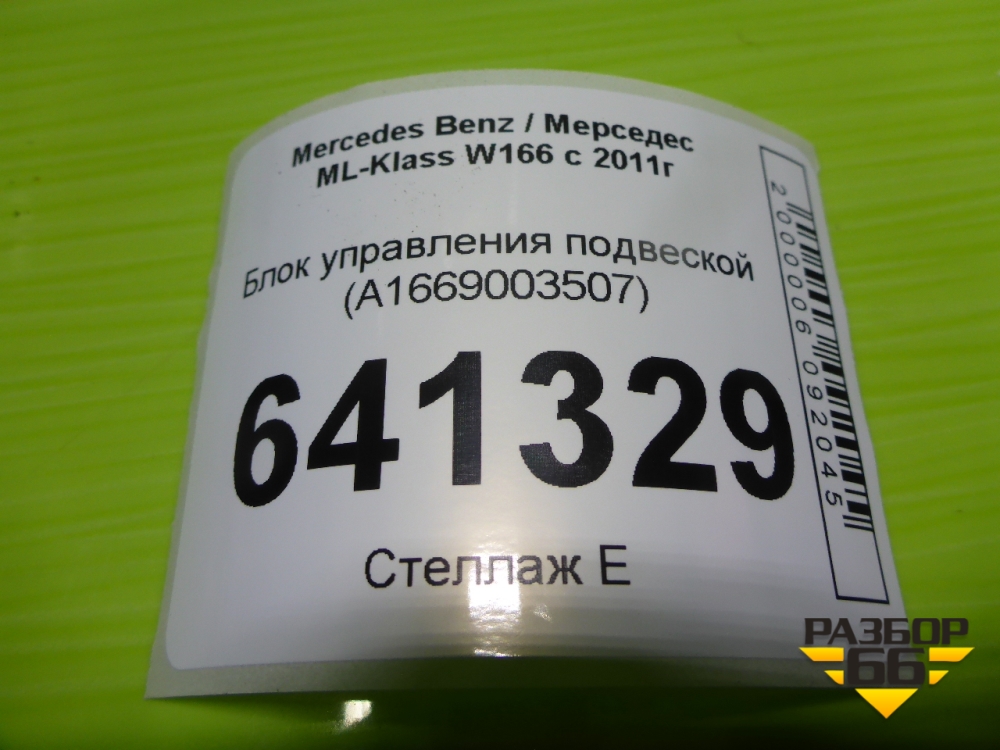 Mercedes Benz / Мерседес
ML-Klass W166 с 2011г
Блок управления подвеской
(A1669003507)
641329
Стеллаж Е
2000006092045
РАЗБОР
66